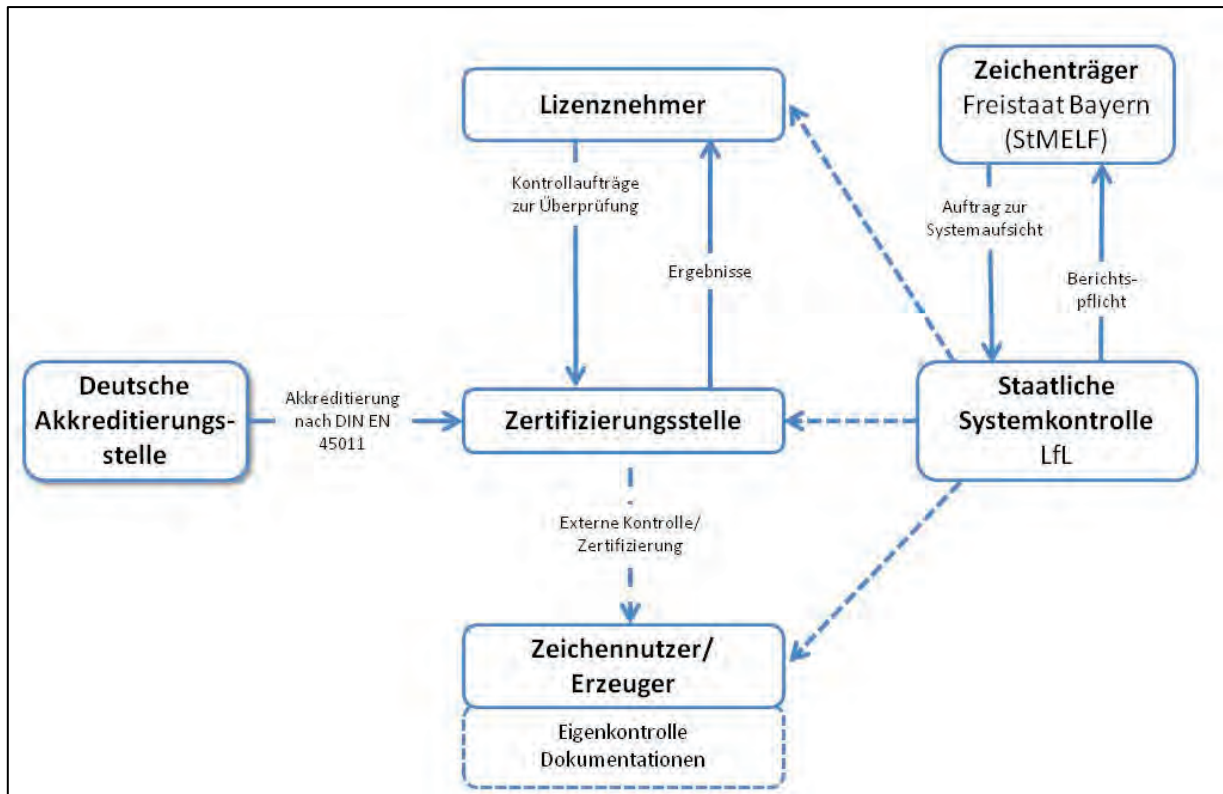 Lizenznehmer
Zeichenträger
Freistaat Bayern
(StMELF)
Kontrollaufträge
zur Überprüfung
Ergebnisse
Auftrag zur
Systemaufsicht
Berichts-
pflicht
Deutsche
Akkreditierungs-
stelle
Akkreditierung
nach DIN EN
45011
Zertifizierungsstelle
Staatliche
Systemkontrolle
LfL
Externe Kontrolle/
Zertifizierung
Zeichennutzer/
Erzeuger
Eigenkontrolle
Dokumentationen